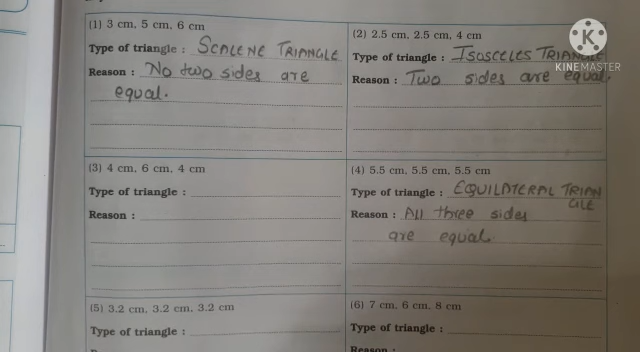 (1) 3 cm, 5 cm, 6 cm
Type of triangle : SCALENE TRIANGLE
Reason : No two sides are
equal.
(2) 2.5 cm, 2.5 cm, 4 cm
Type of triangle : ISOSCELES TRIANGLE
Reason : Two sides are equal.
KINEMASTER
(3) 4 cm, 6 cm, 4 cm
Type of triangle :
Reason :
(4) 5.5 cm, 5.5 cm, 5.5 cm
Type of triangle : EQUILATERAL TRIAN
GLE
Reason : All three sides
are equal.
(5) 3.2 cm, 3.2 cm, 3.2 cm
Type of triangle :
(6) 7 cm, 6 cm, 8 cm
Type of triangle :
Reason :